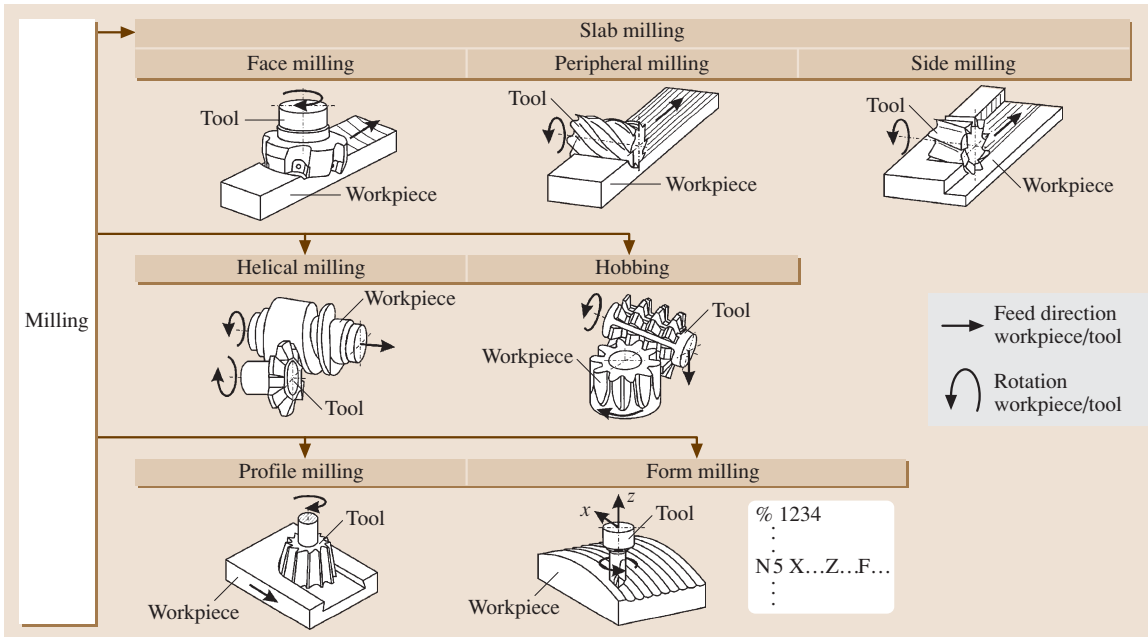 Milling
Slab milling
Face milling
Peripheral milling
Side milling
Tool
Workpiece
Tool
Workpiece
Tool
Workpiece
Helical milling
Hobbing
Workpiece
Tool
Tool
Workpiece
Feed direction
workpiece/tool
Rotation
workpiece/tool
Profile milling
Form milling
Tool
Workpiece
x
z
Tool
Workpiece
% 1234
⋮
N5 X...Z...F...
⋮